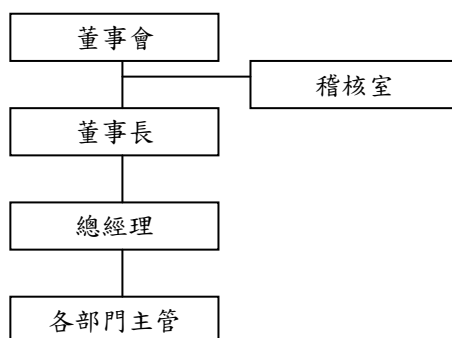 董事會
稽核室
董事長
總經理
各部門主管